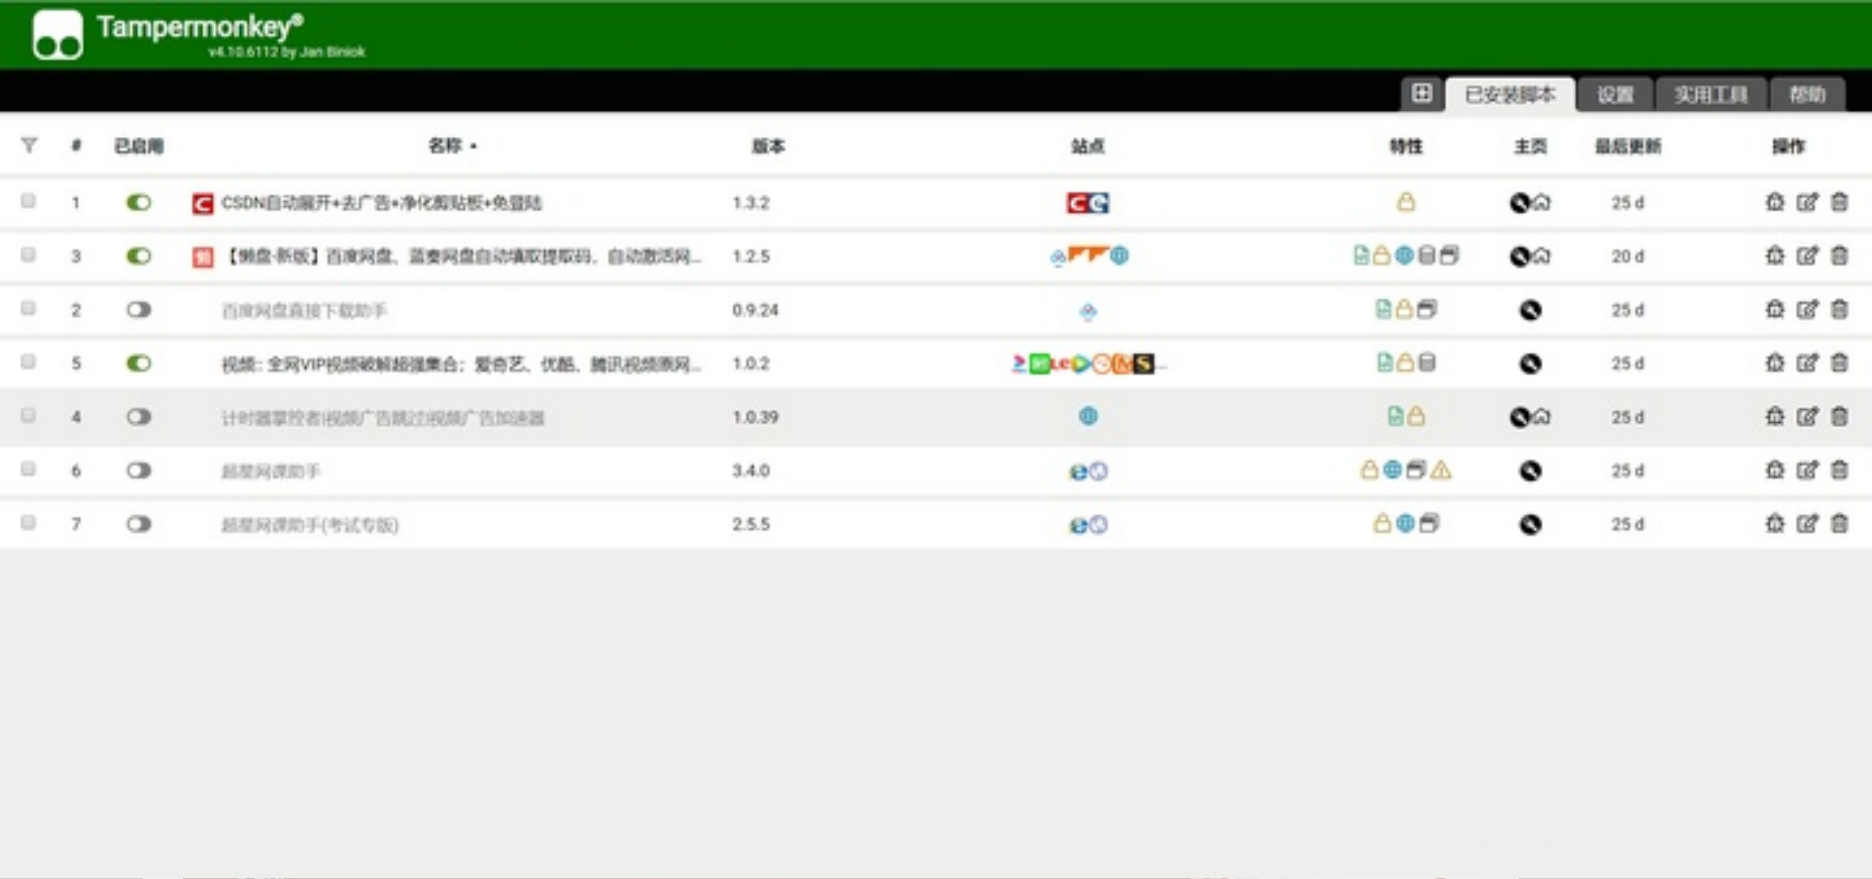 Tampermonkey®
v4.10.6112 by Jan Biniok
已安装脚本 设置 实用工具 帮助
# 已启用 名称 版本 站点 特性 主页 最后更新 操作
1 CSDN自动展开+去广告+净化剪贴板+免登陆 1.3.2 25 d
3 【懒盘·新版】百度网盘、蓝奏网盘自动填取提取码，自动激活网... 1.2.5 20 d
2 百度网盘直接下载助手 0.9.24 25 d
5 视频:: 全网VIP视频破解超强集合：爱奇艺、优酷、腾讯视频原网... 1.0.2 ... 25 d
4 计时器掌控者|视频广告跳过|视频广告加速器 1.0.39 25 d
6 超星网课助手 3.4.0 25 d
7 超星网课助手(考试专版) 2.5.5 25 d